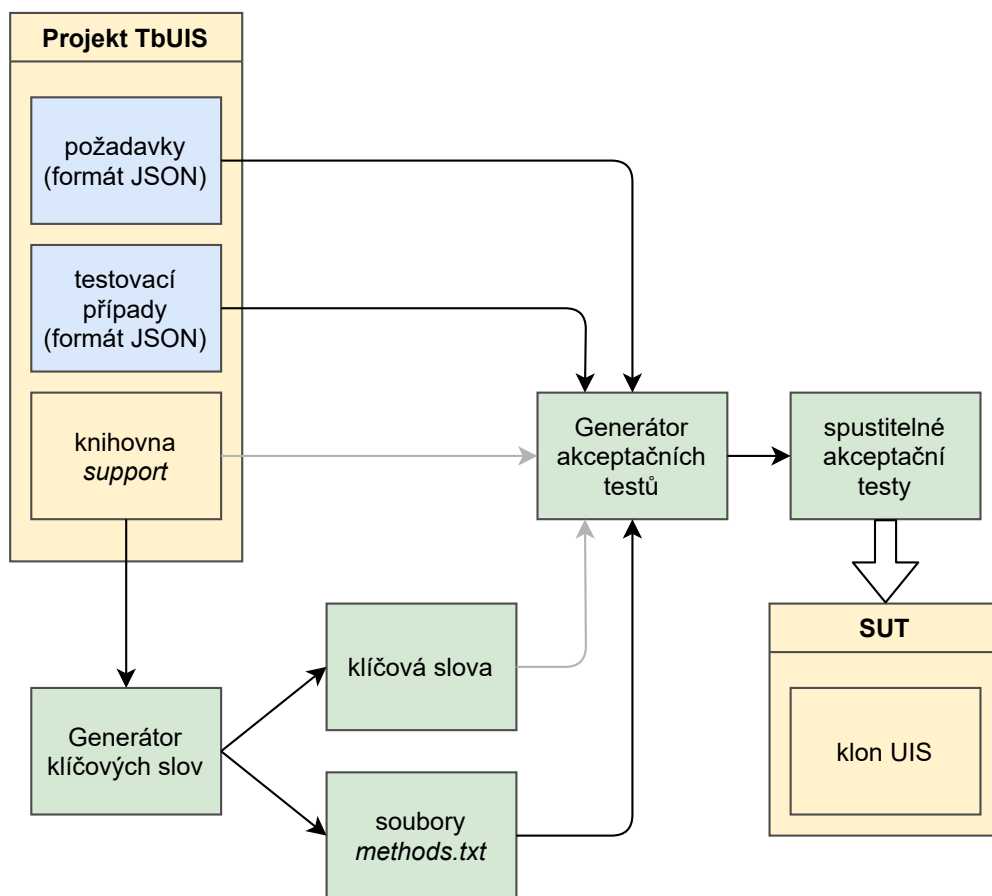 Projekt TbUIS
požadavky
(formát JSON)
testovací
případy
(formát JSON)
knihovna
support
Generátor
akceptačních
testů
spustitelné
akceptační
testy
SUT
klon UIS
klíčová slova
Generátor
klíčových slov
soubory
methods.txt